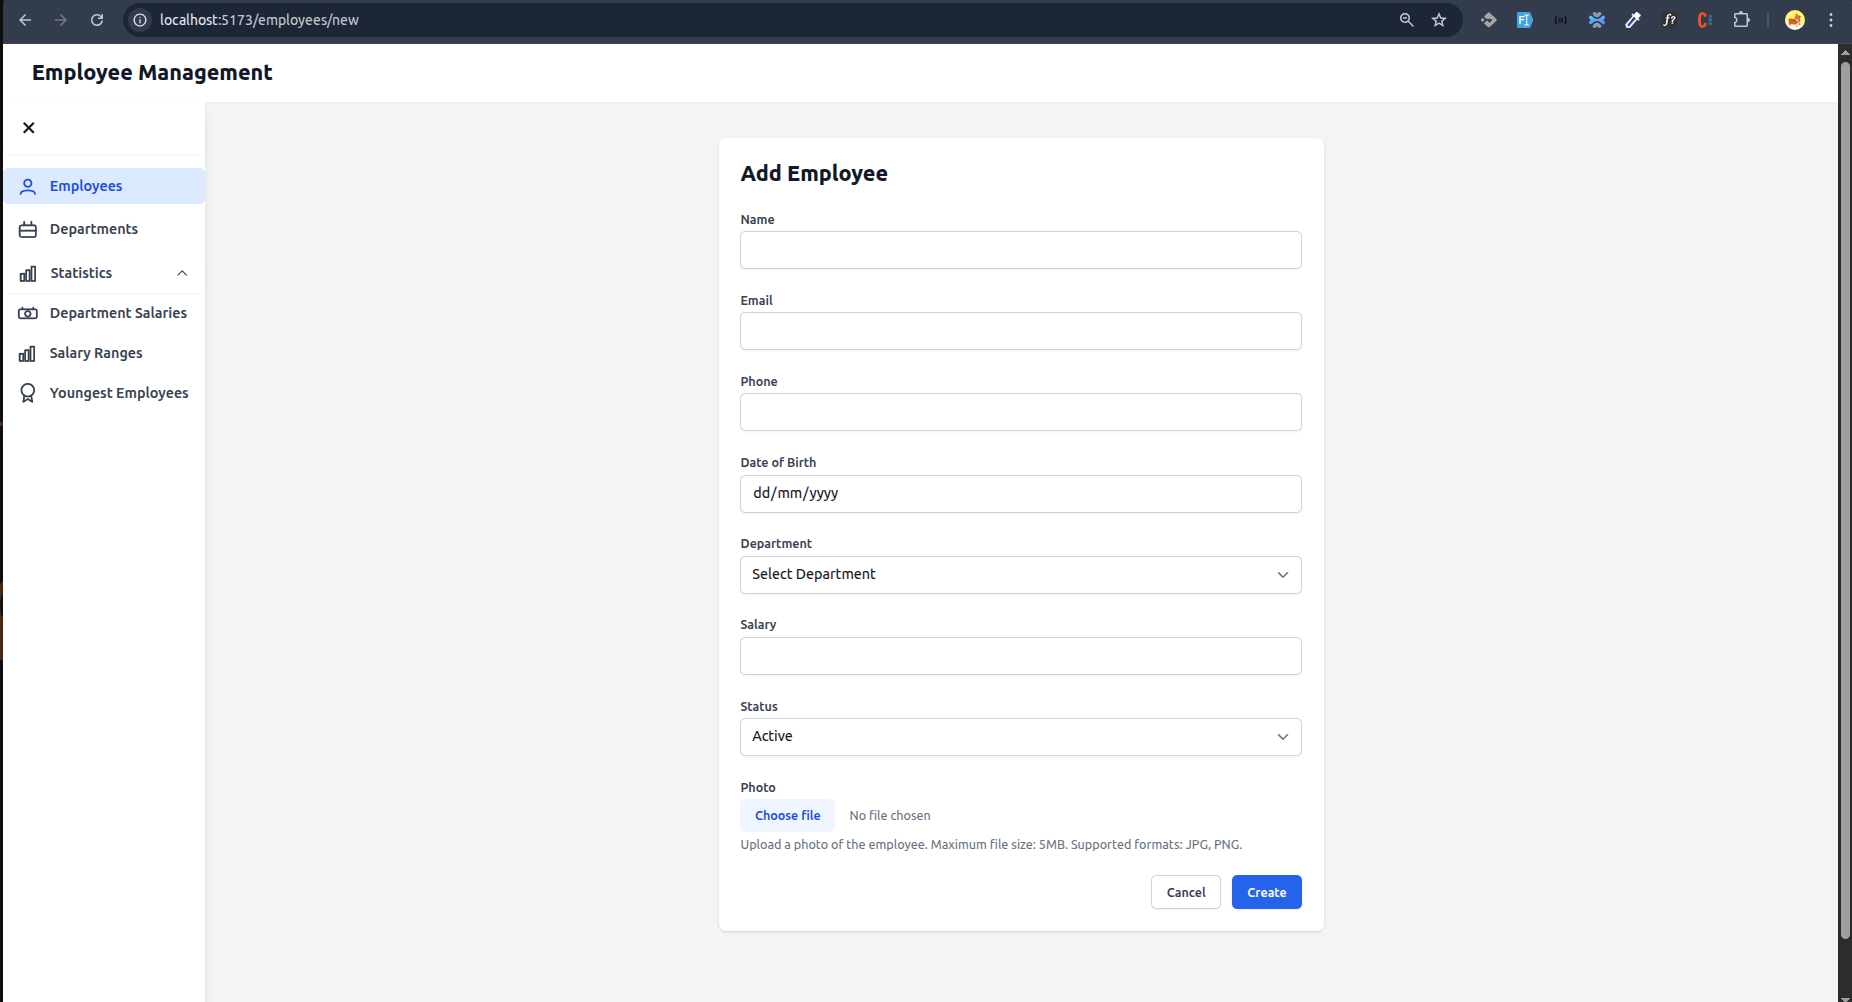 localhost:5173/employees/new
Employee Management
Employees
Departments
Statistics
Department Salaries
Salary Ranges
Youngest Employees
Add Employee
Name
Email
Phone
Date of Birth
dd/mm/yyyy
Department
Select Department
Salary
Status
Active
Photo
Choose file No file chosen
Upload a photo of the employee. Maximum file size: 5MB. Supported formats: JPG, PNG.
Cancel Create